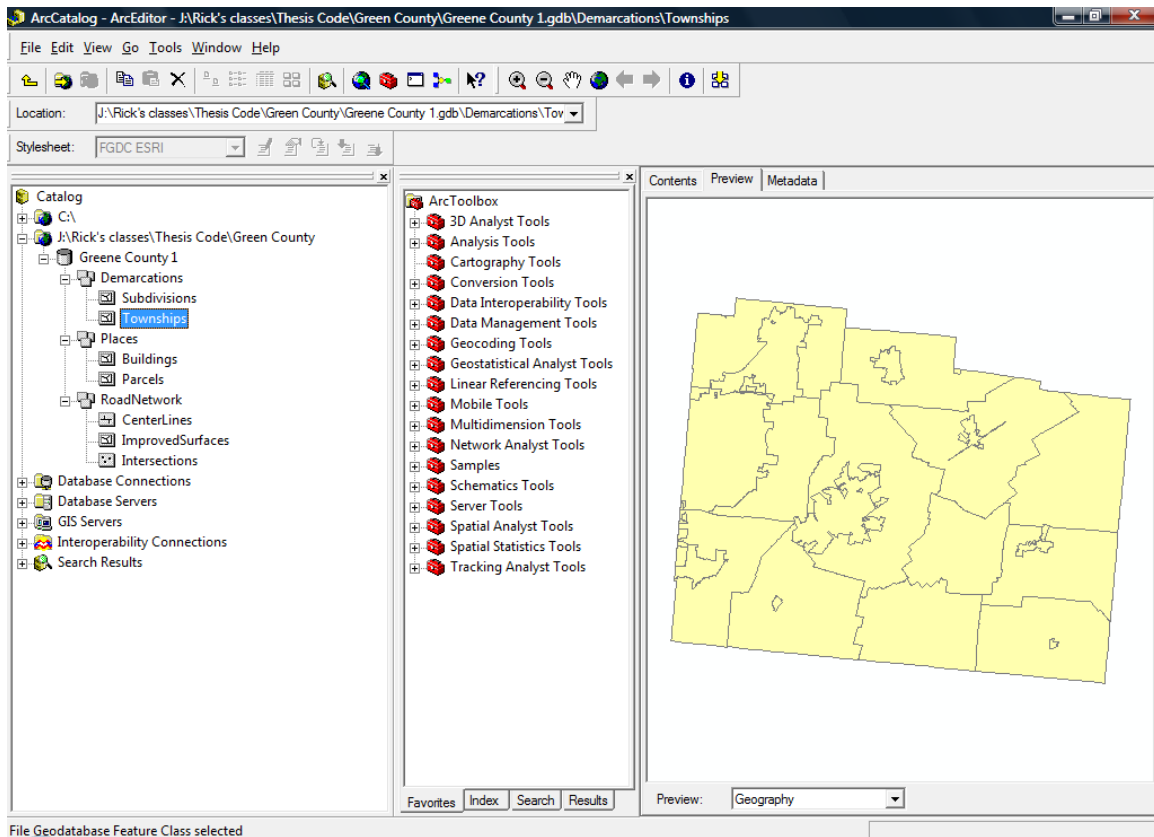 ArcCatalog - ArcEditor - J:\Rick's classes\Thesis Code\Green County\Greene County 1.gdb\Demarcations\Townships
File Edit View Go Tools Window Help
Location: J:\Rick's classes\Thesis Code\Green County\Greene County 1.gdb\Demarcations\Tov
Stylesheet: FGDC ESRI
Catalog
C:\
J:\Rick's classes\Thesis Code\Green County
Greene County 1
Demarcations
Subdivisions
Townships
Places
Buildings
Parcels
RoadNetwork
CenterLines
ImprovedSurfaces
Intersections
Database Connections
Database Servers
GIS Servers
Interoperability Connections
Search Results
ArcToolbox
3D Analyst Tools
Analysis Tools
Cartography Tools
Conversion Tools
Data Interoperability Tools
Data Management Tools
Geocoding Tools
Geostatistical Analyst Tools
Linear Referencing Tools
Mobile Tools
Multidimension Tools
Network Analyst Tools
Samples
Schematics Tools
Server Tools
Spatial Analyst Tools
Spatial Statistics Tools
Tracking Analyst Tools
Favorites Index Search Results
Contents Preview Metadata
Preview: Geography
File Geodatabase Feature Class selected